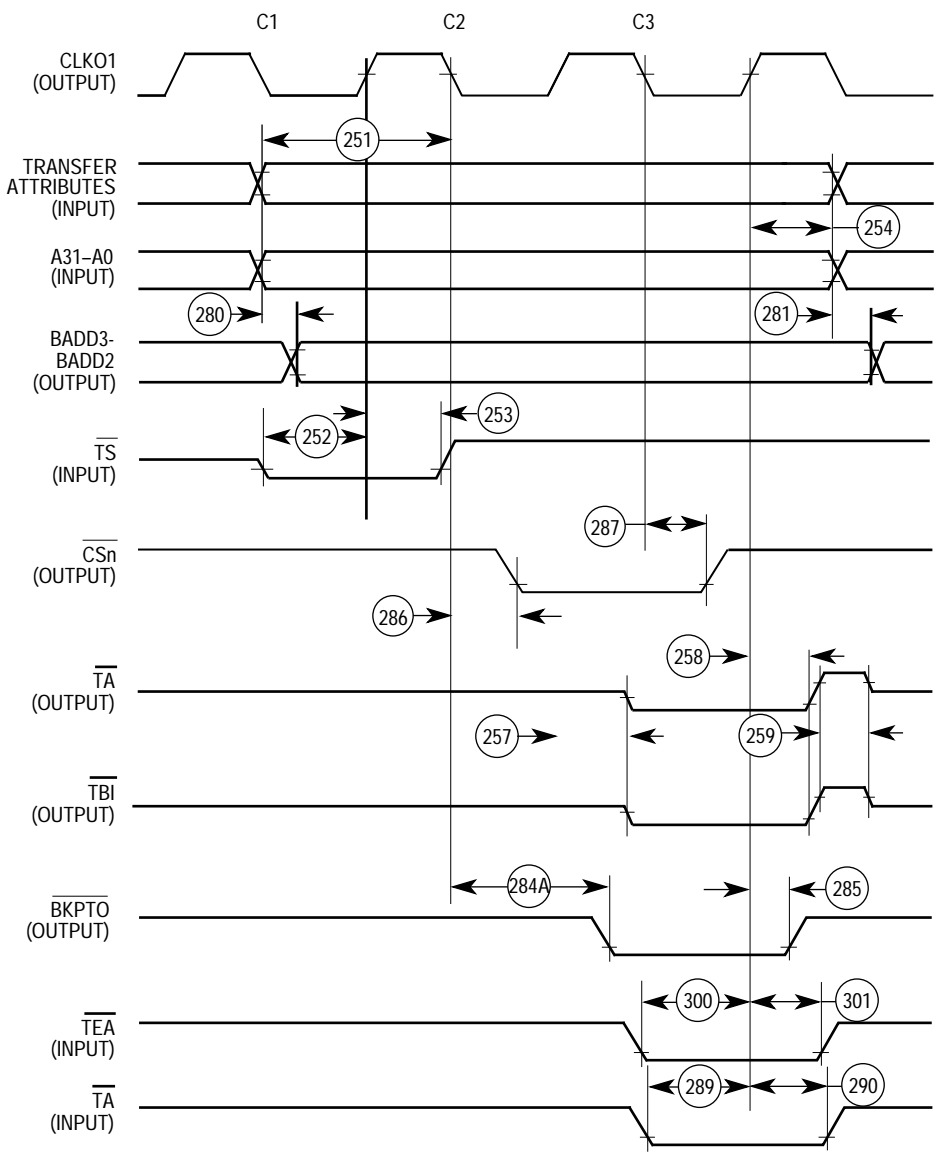 C1 C2 C3
CLKO1
(OUTPUT)
251
TRANSFER
ATTRIBUTES
(INPUT)
254
A31–A0
(INPUT)
280 281
BADD3-
BADD2
(OUTPUT)
253
252
TS
(INPUT)
287
CSn
(OUTPUT)
286
258
TA
(OUTPUT)
257 259
TBI
(OUTPUT)
284A 285
BKPTO
(OUTPUT)
300 301
TEA
(INPUT)
289 290
TA
(INPUT)